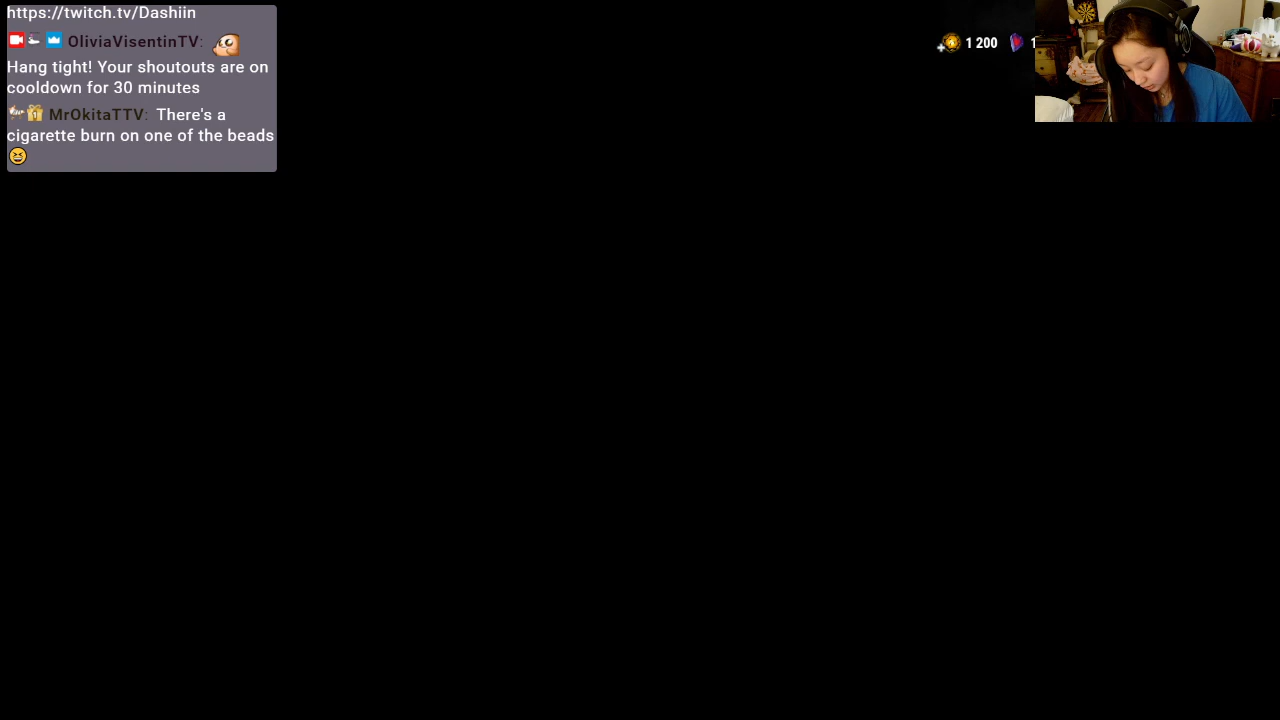 https://twitch.tv/Dashiin
OliviaVisentinTV:
Hang tight! Your shoutouts are on
cooldown for 30 minutes
MrOkitaTTV: There's a
cigarette burn on one of the beads
1 200 1